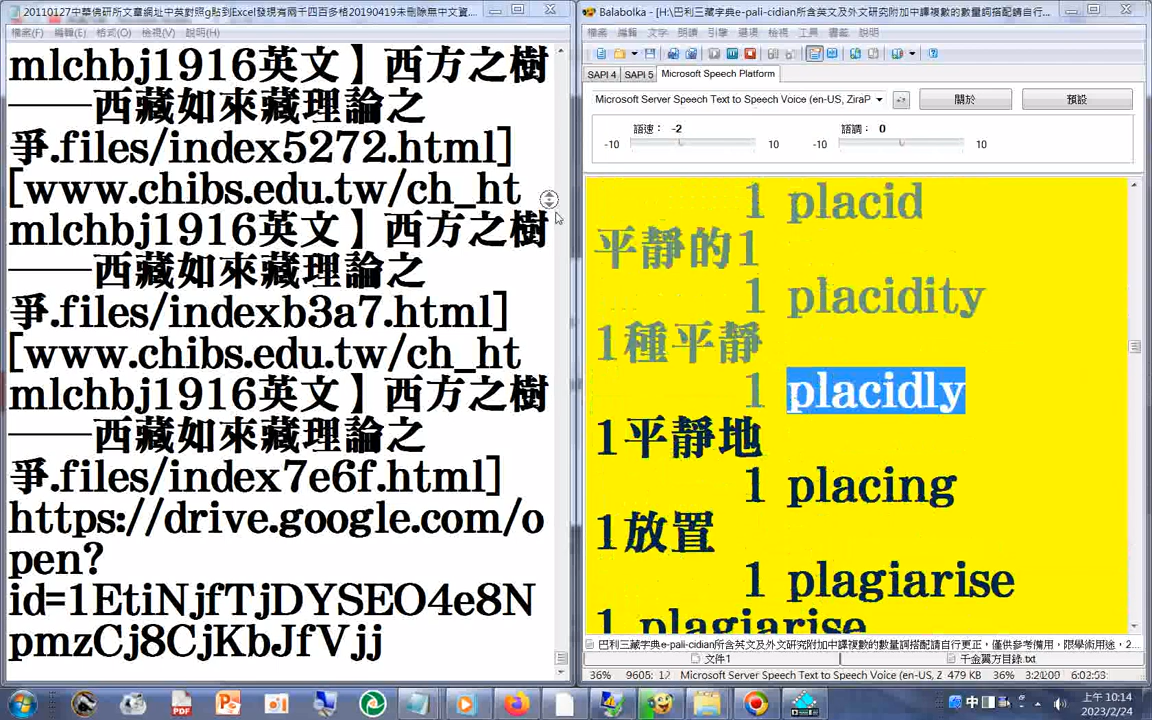 20110127中華佛研所文章網址中英對照g貼到Excel發現有兩千四百多格20190419未刪除無中文資...
檔案(F) 編輯(E) 格式(O) 檢視(V) 說明(H)
mlchbj1916英文】西方之樹
——西藏如來藏理論之
爭.files/index5272.html]
[www.chibs.edu.tw/ch_ht
mlchbj1916英文】西方之樹
——西藏如來藏理論之
爭.files/indexb3a7.html]
[www.chibs.edu.tw/ch_ht
mlchbj1916英文】西方之樹
——西藏如來藏理論之
爭.files/index7e6f.html]
https://drive.google.com/o
pen?
id=1EtiNjfTjDYSEO4e8N
pmzCj8CjKbJfVjj
Balabolka - [H:\巴利三藏字典e-pali-cidian所含英文及外文研究附加中譯複數的數量詞搭配請自行...
檔案 編輯 文字 朗讀 引擎 選項 檢視 書籤 說明
SAPI 4 SAPI 5 Microsoft Speech Platform
Microsoft Server Speech Text to Speech Voice (en-US, ZiraP
關於 預設
語速： -2 語調： 0
-10 10 -10 10
1 placid
平靜的1
1 placidity
1種平靜
1 placidly
1平靜地
1 placing
1放置
1 plagiarise
1 plagiarise
巴利三藏字典e-pali-cidian所含英文及外文研究附加中譯複數的數量詞搭配請自行更正，僅供參考備用，限學術用途，2...
文件1 千金翼方目錄.txt
36% 9605: 12 Microsoft Server Speech Text to Speech Voice (en-US, 479 KB 36%
上午 10:14
2023/2/24